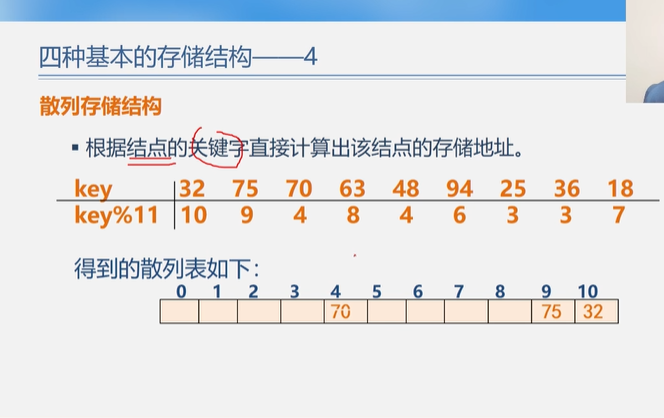 四种基本的存储结构——4
散列存储结构
▪ 根据结点的关键字直接计算出该结点的存储地址。
key 32 75 70 63 48 94 25 36 18
key%11 10 9 4 8 4 6 3 3 7
得到的散列表如下：
0 1 2 3 4 5 6 7 8 9 10
70 75 32